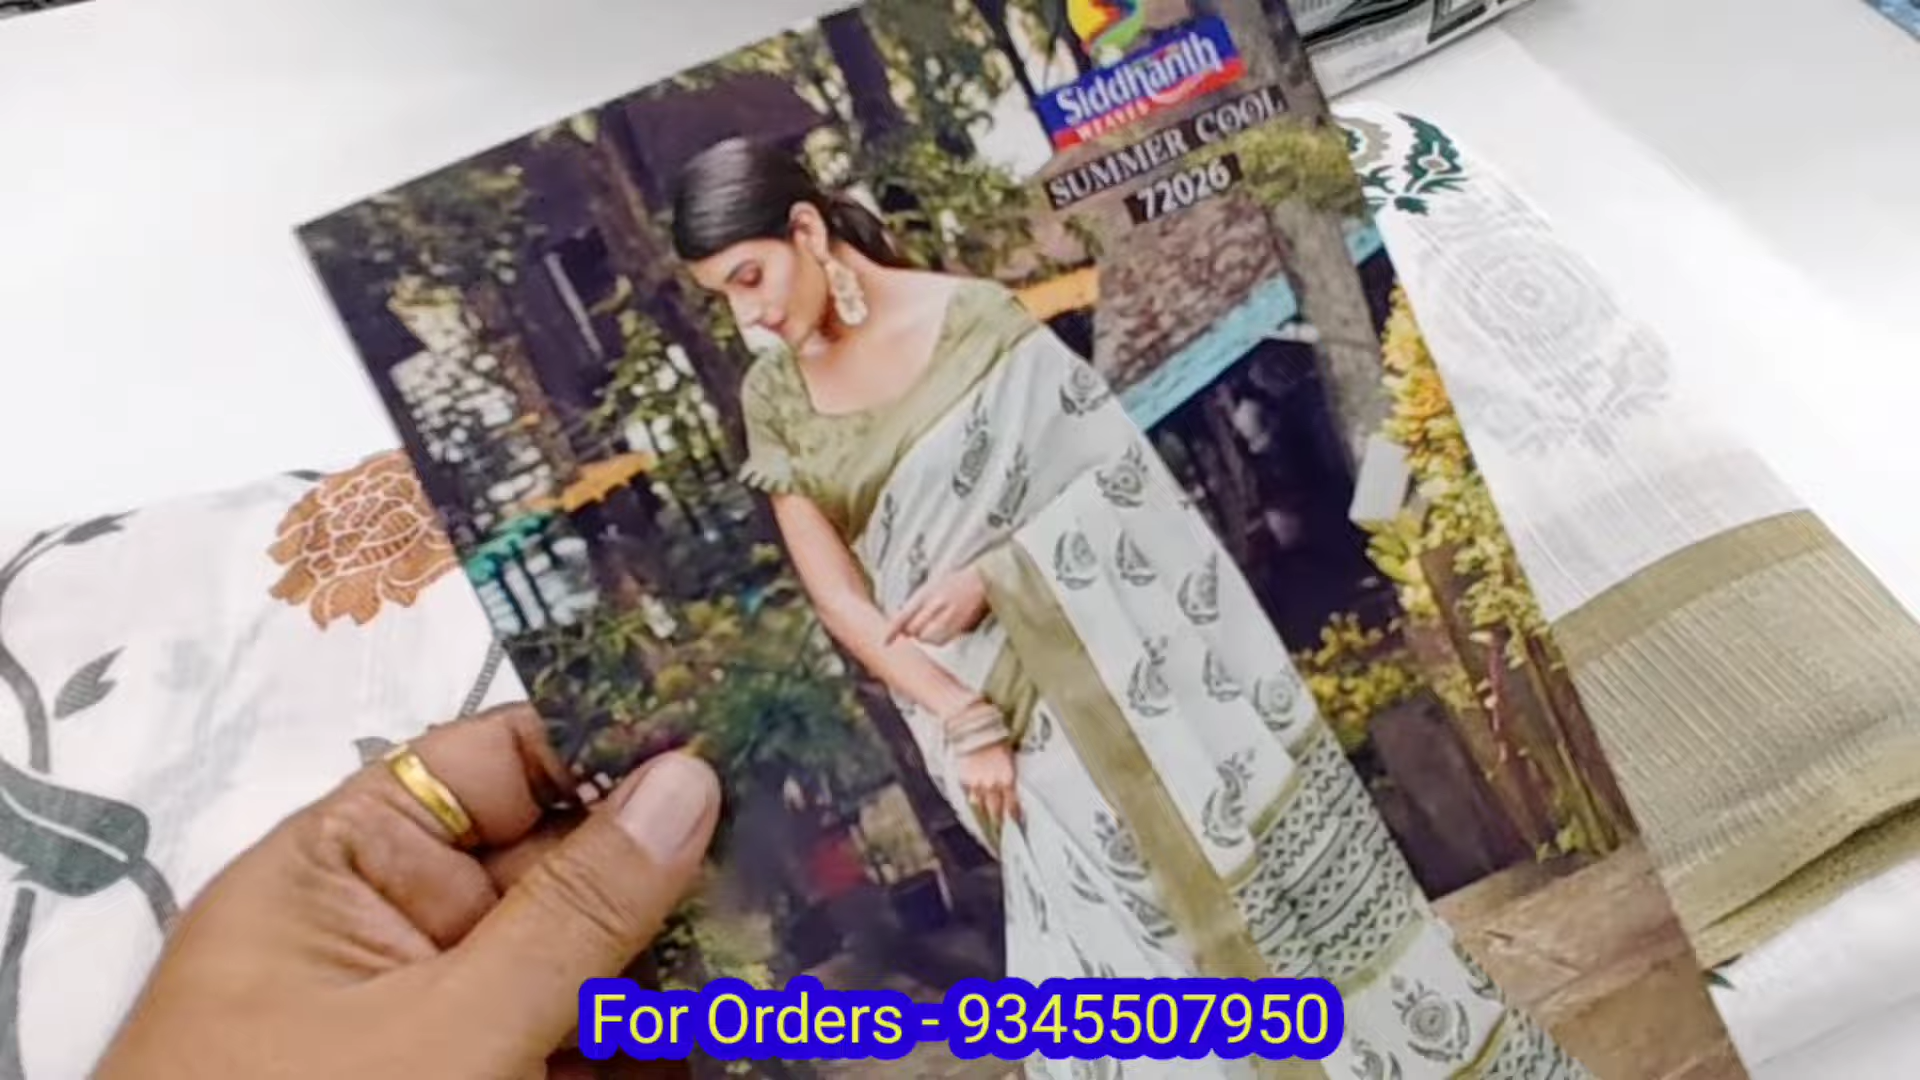 Siddhanth
WEAVES
SUMMER COOL
72026
For Orders - 9345507950